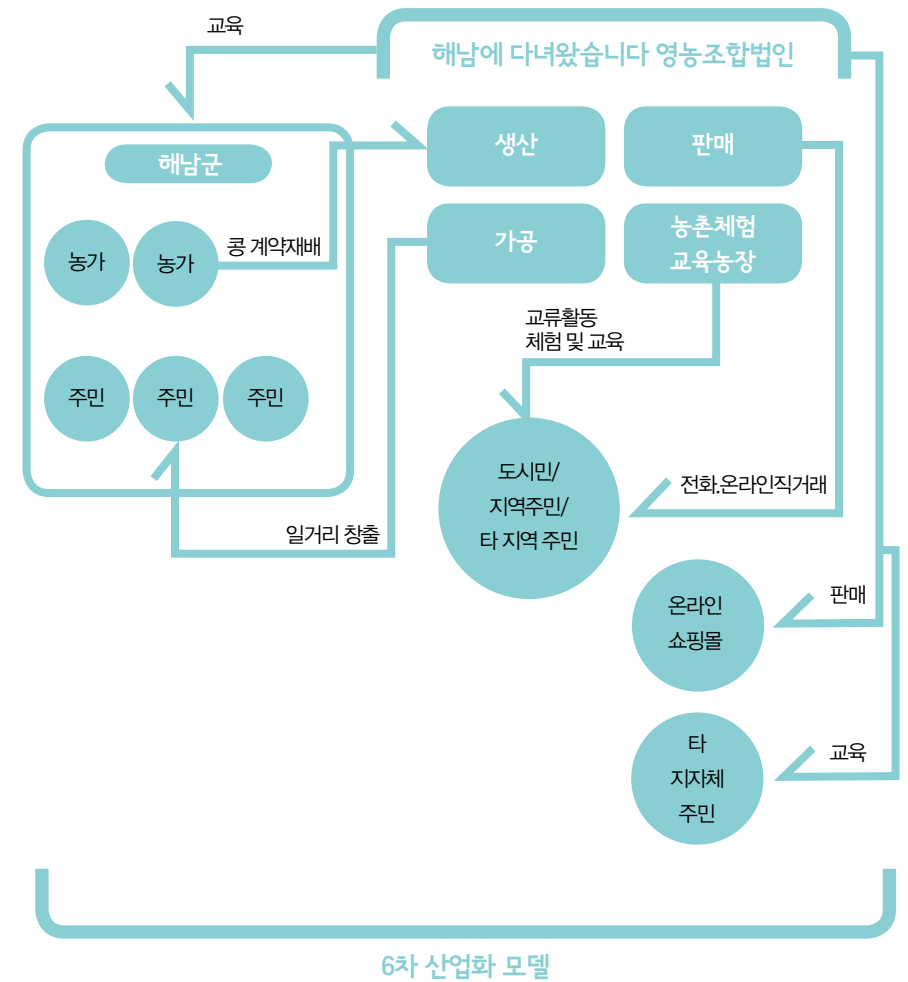 교육
해남에 다녀왔습니다 영농조합법인
해남군
생산
판매
농가
농가
콩 계약재배
가공
농촌체험
교육농장
교류활동
체험 및 교육
주민
주민
주민
도시민/
지역주민/
타 지역 주민
전화.온라인직거래
일거리 창출
온라인
쇼핑몰
판매
타
지자체
주민
교육
6차 산업화 모델